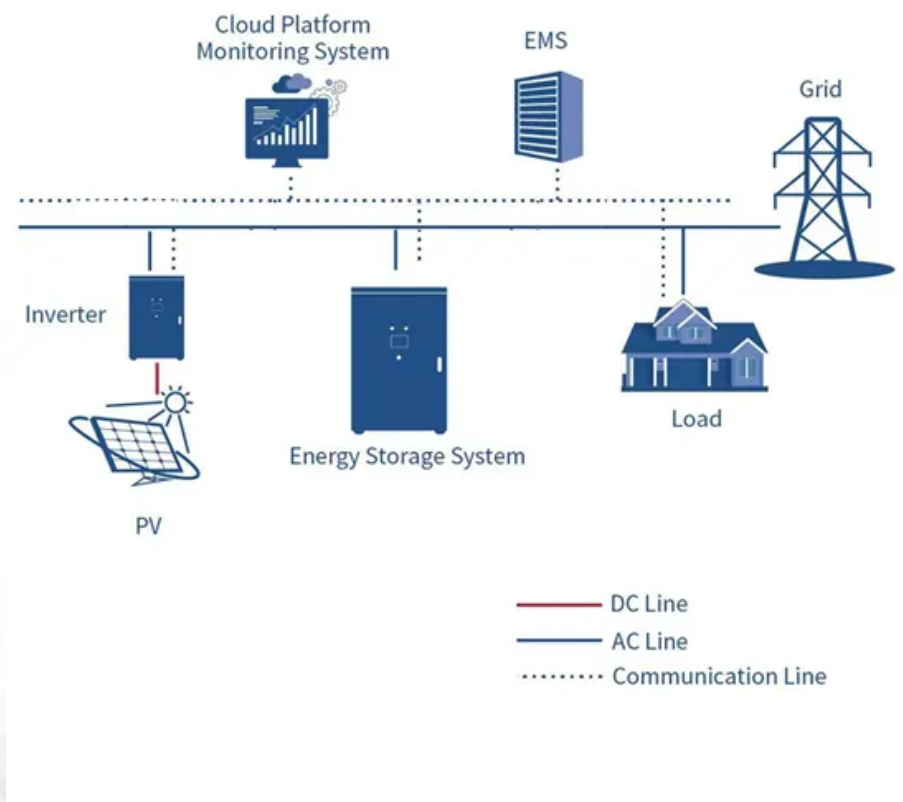 Cloud Platform
Monitoring System
EMS
Grid
Inverter
Load
Energy Storage System
PV
DC Line
AC Line
Communication Line